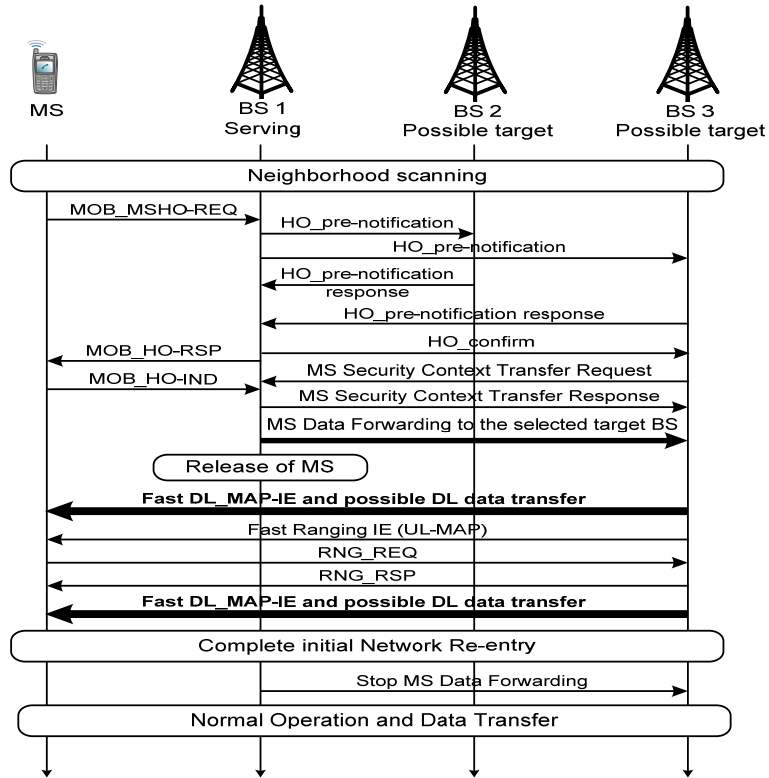 MS
BS 1
Serving
BS 2
Possible target
BS 3
Possible target
Neighborhood scanning
MOB_MSHO-REQ
HO_pre-notification
HO_pre-notification
HO_pre-notification
response
HO_pre-notification response
HO_confirm
MOB_HO-RSP
MS Security Context Transfer Request
MOB_HO-IND
MS Security Context Transfer Response
MS Data Forwarding to the selected target BS
Release of MS
Fast DL_MAP-IE and possible DL data transfer
Fast Ranging IE (UL-MAP)
RNG_REQ
RNG_RSP
Fast DL_MAP-IE and possible DL data transfer
Complete initial Network Re-entry
Stop MS Data Forwarding
Normal Operation and Data Transfer